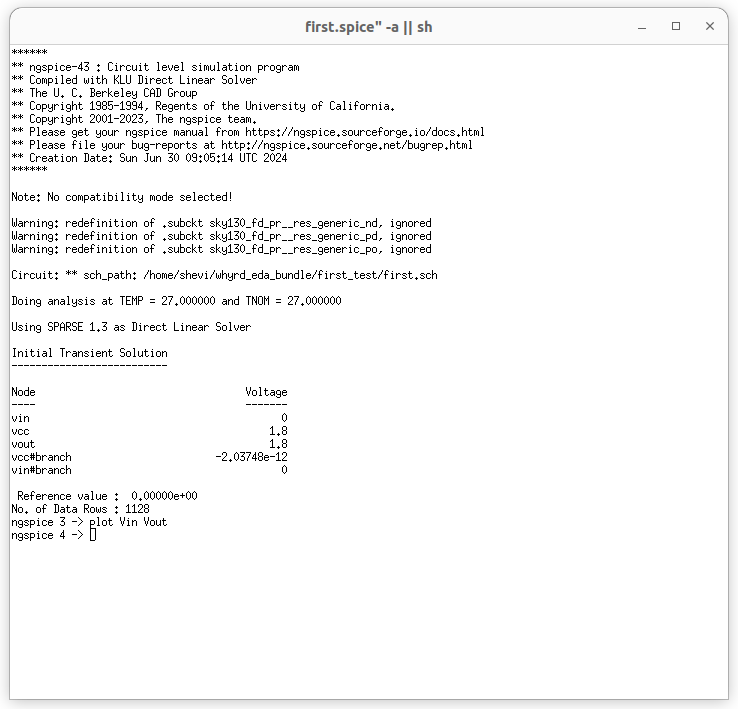 first.spice" -a || sh
******
** ngspice-43 : Circuit level simulation program
** Compiled with KLU Direct Linear Solver
** The U. C. Berkeley CAD Group
** Copyright 1985-1994, Regents of the University of California.
** Copyright 2001-2023, The ngspice team.
** Please get your ngspice manual from https://ngspice.sourceforge.io/docs.html
** Please file your bug-reports at http://ngspice.sourceforge.net/bugrep.html
** Creation Date: Sun Jun 30 09:05:14 UTC 2024
******
Note: No compatibility mode selected!
Warning: redefinition of .subckt sky130_fd_pr__res_generic_nd, ignored
Warning: redefinition of .subckt sky130_fd_pr__res_generic_pd, ignored
Warning: redefinition of .subckt sky130_fd_pr__res_generic_po, ignored
Circuit: ** sch_path: /home/shevi/whyrd_eda_bundle/first_test/first.sch
Doing analysis at TEMP = 27.000000 and TNOM = 27.000000
Using SPARSE 1.3 as Direct Linear Solver
Initial Transient Solution
--------------------------
Node Voltage
---- -------
vin 0
vcc 1.8
vout 1.8
vcc#branch -2.03748e-12
vin#branch 0
Reference value : 0.00000e+00
No. of Data Rows : 1128
ngspice 3 -> plot Vin Vout
ngspice 4 ->